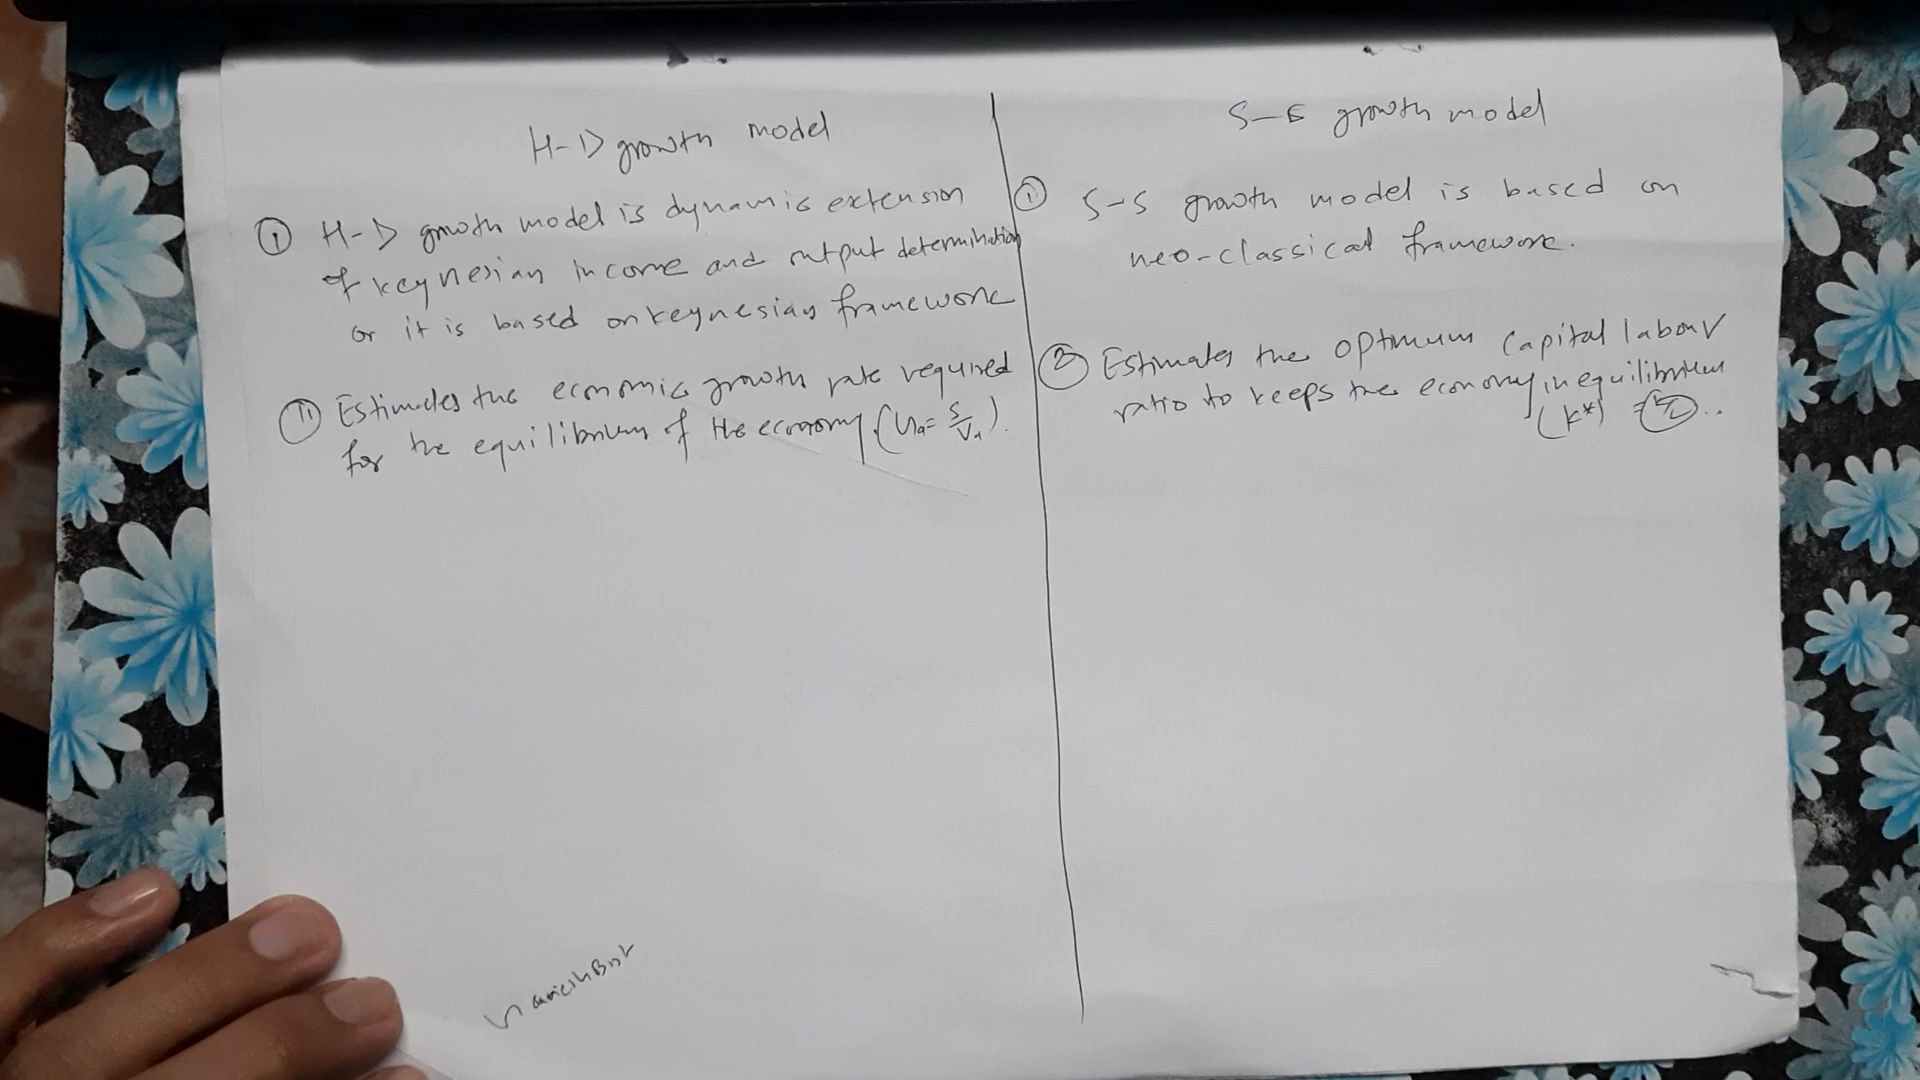 H-D growth model
① H-D growth model is dynamic extension
of keynesian income and output determination
or it is based on keynesian framework
⑪ Estimates the economic growth rate required
for the equilibrium of the economy. (Ga = S/Vr).
S-S growth model
① S-S growth model is based on
neo-classical framework.
② Estimates the optimum capital labour
ratio to keeps the economy in equilibrium
(k*)